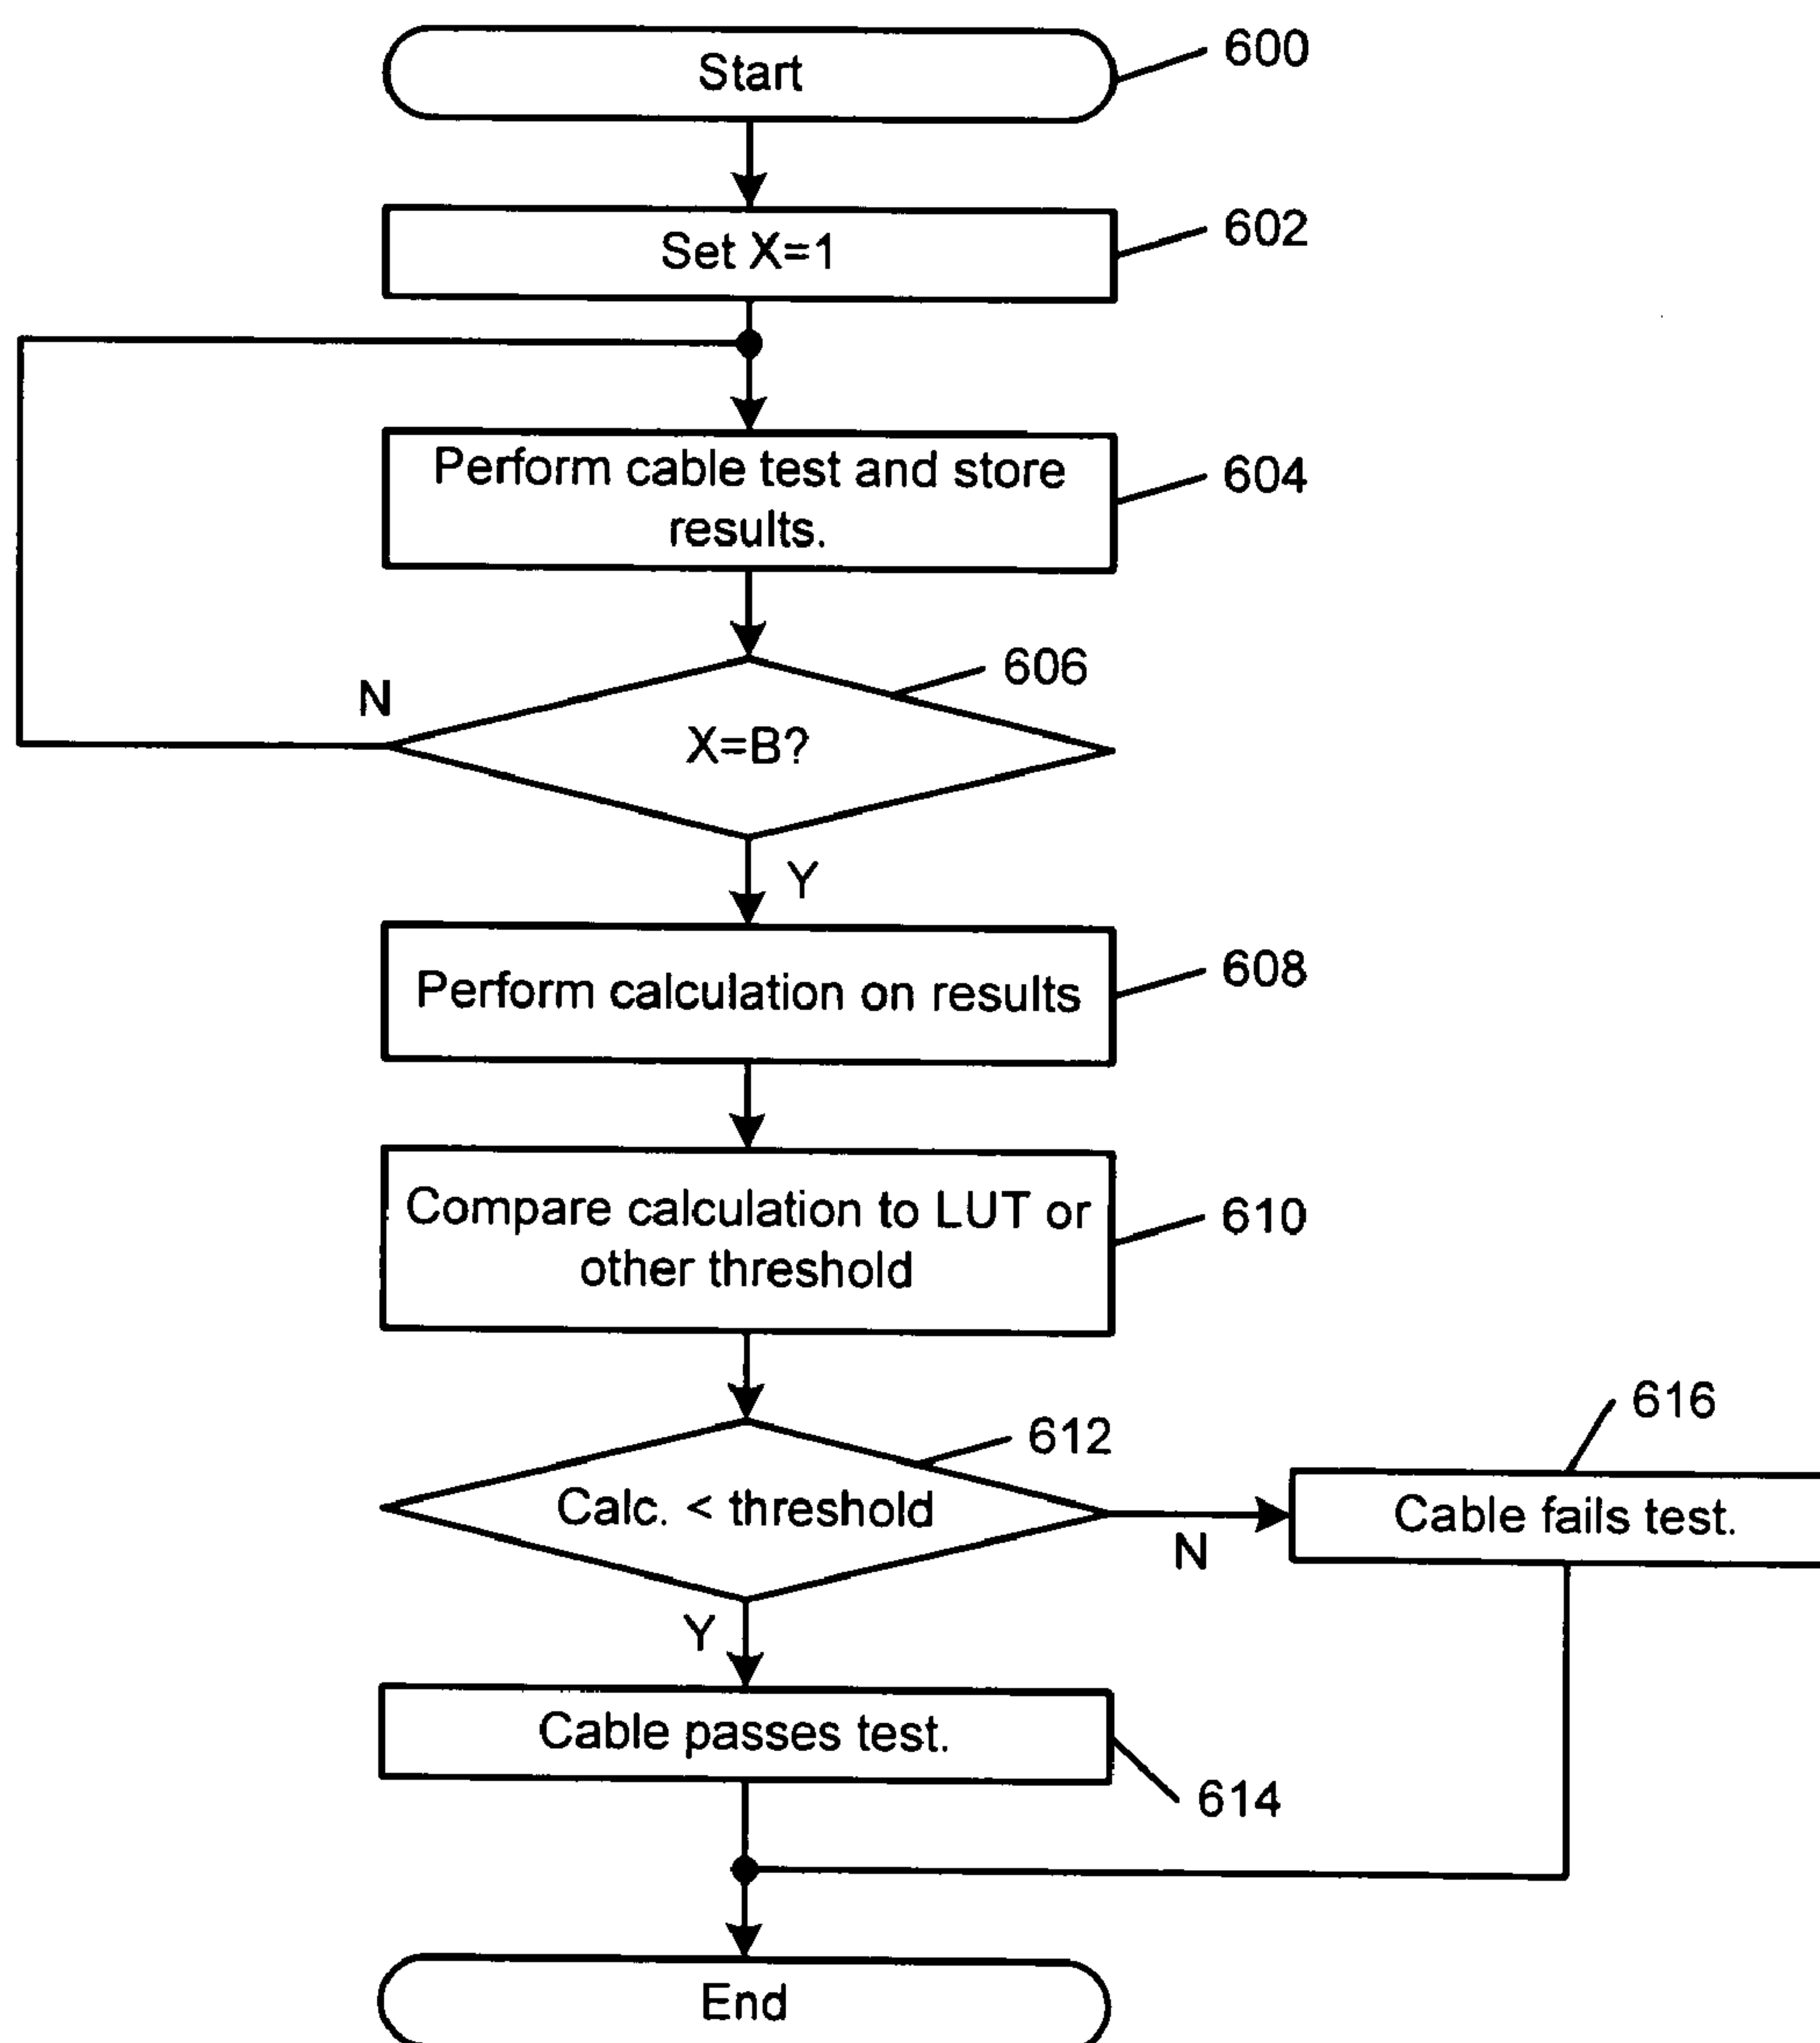 Start
600
Set X=1
602
Perform cable test and store
results.
604
606
N
X=B?
Y
Perform calculation on results
608
Compare calculation to LUT or
other threshold
610
612
616
Calc. < threshold
N
Cable fails test.
Y
Cable passes test.
614
End